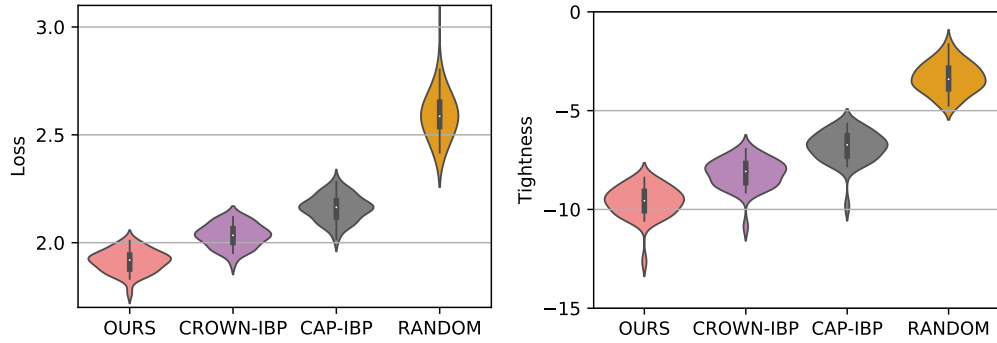 Loss
3.0
2.5
2.0
OURS CROWN-IBP CAP-IBP RANDOM
Tightness
0
−5
−10
−15
OURS CROWN-IBP CAP-IBP RANDOM